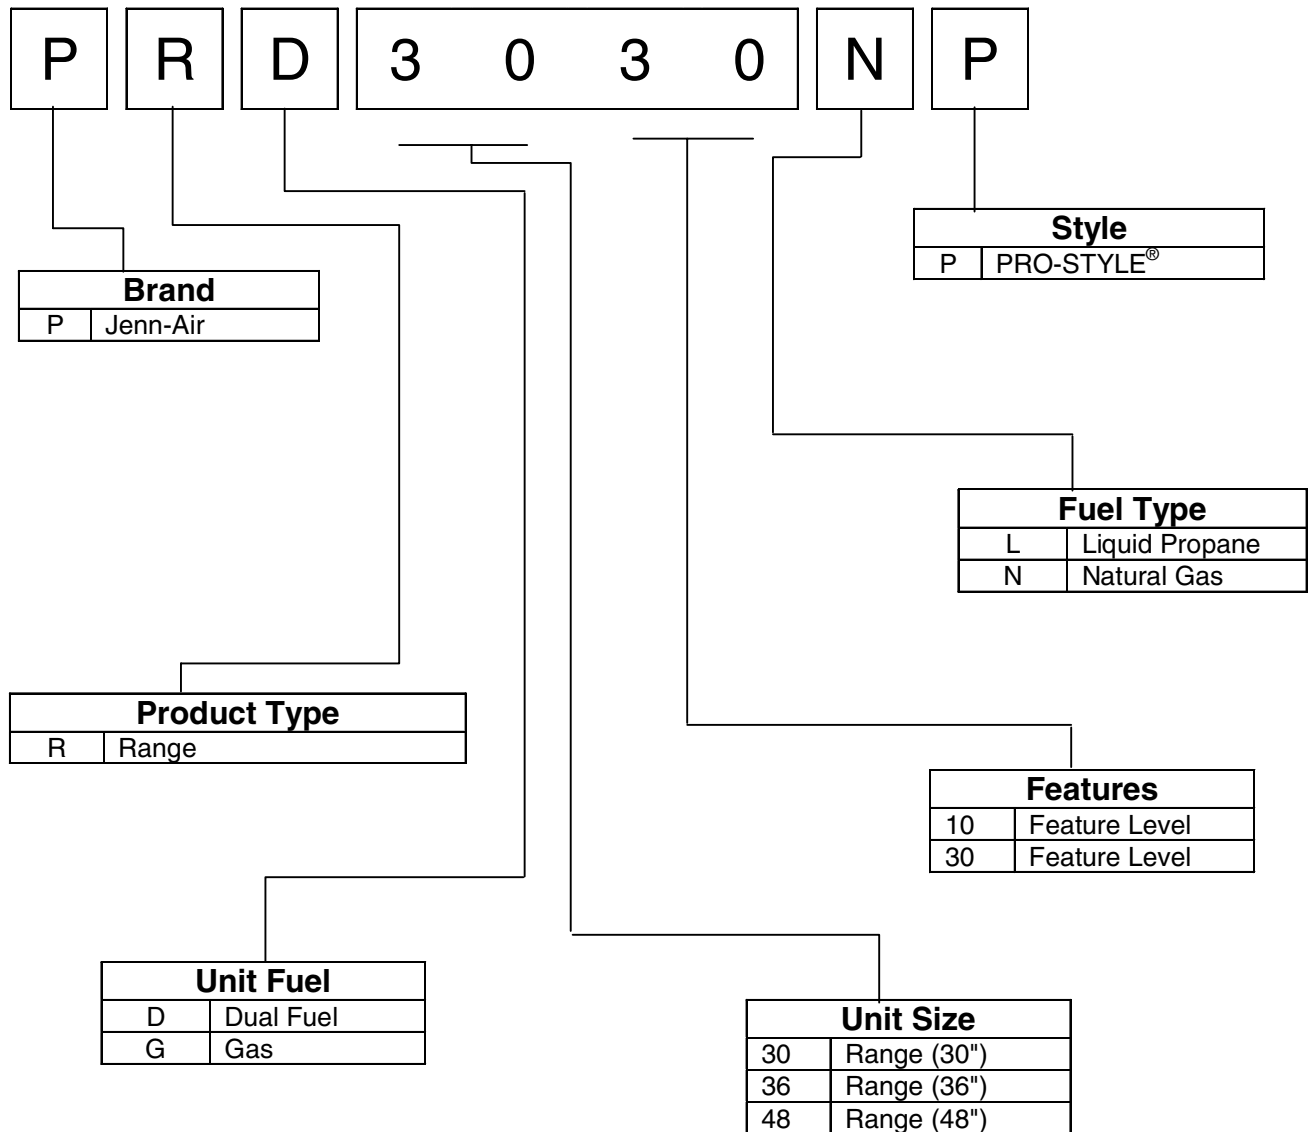 P R D 3 0 3 0 N P
Style
P PRO-STYLE®
Brand
P Jenn-Air
Fuel Type
L Liquid Propane
N Natural Gas
Product Type
R Range
Features
10 Feature Level
30 Feature Level
Unit Fuel
D Dual Fuel
G Gas
Unit Size
30 Range (30")
36 Range (36")
48 Range (48")